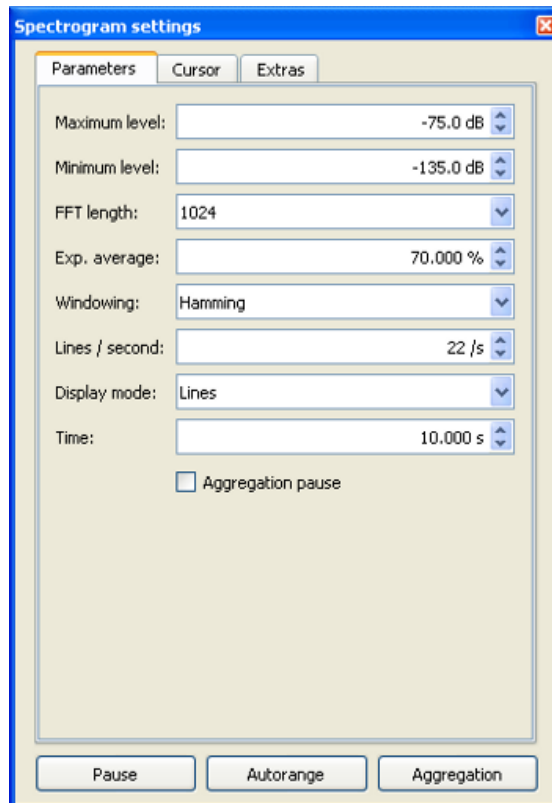 Spectrogram settings
Parameters Cursor Extras
Maximum level: -75.0 dB
Minimum level: -135.0 dB
FFT length: 1024
Exp. average: 70.000 %
Windowing: Hamming
Lines / second: 22 /s
Display mode: Lines
Time: 10.000 s
Aggregation pause
Pause Autorange Aggregation